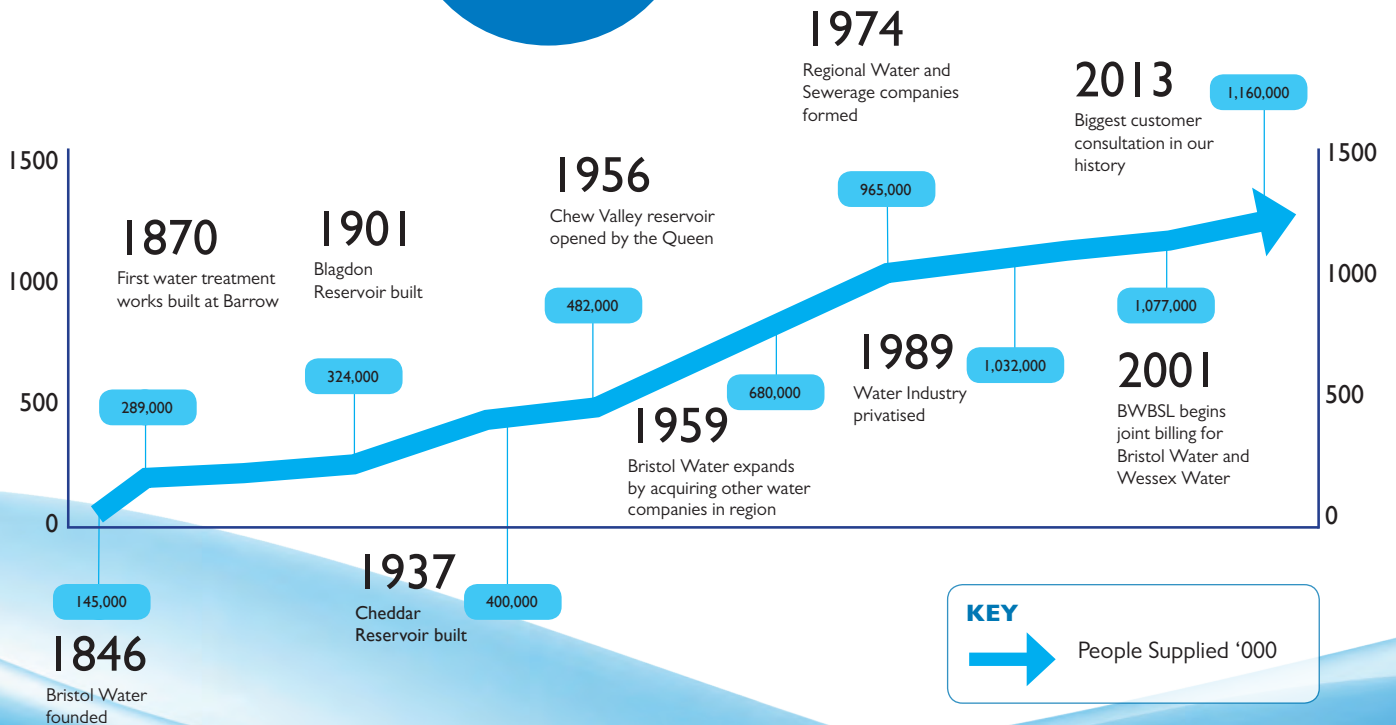 1974
Regional Water and
Sewerage companies
formed
2013
Biggest customer
consultation in our
history
1,160,000
1500
1000
500
0
1500
1000
500
0
1870
First water treatment
works built at Barrow
289,000
1901
Blagdon
Reservoir built
324,000
1956
Chew Valley reservoir
opened by the Queen
482,000
965,000
1959
Bristol Water expands
by acquiring other water
companies in region
680,000
1989
Water Industry
privatised
1,032,000
1,077,000
2001
BWBSL begins
joint billing for
Bristol Water and
Wessex Water
145,000
1846
Bristol Water
founded
1937
Cheddar
Reservoir built
400,000
KEY
People Supplied ‘000